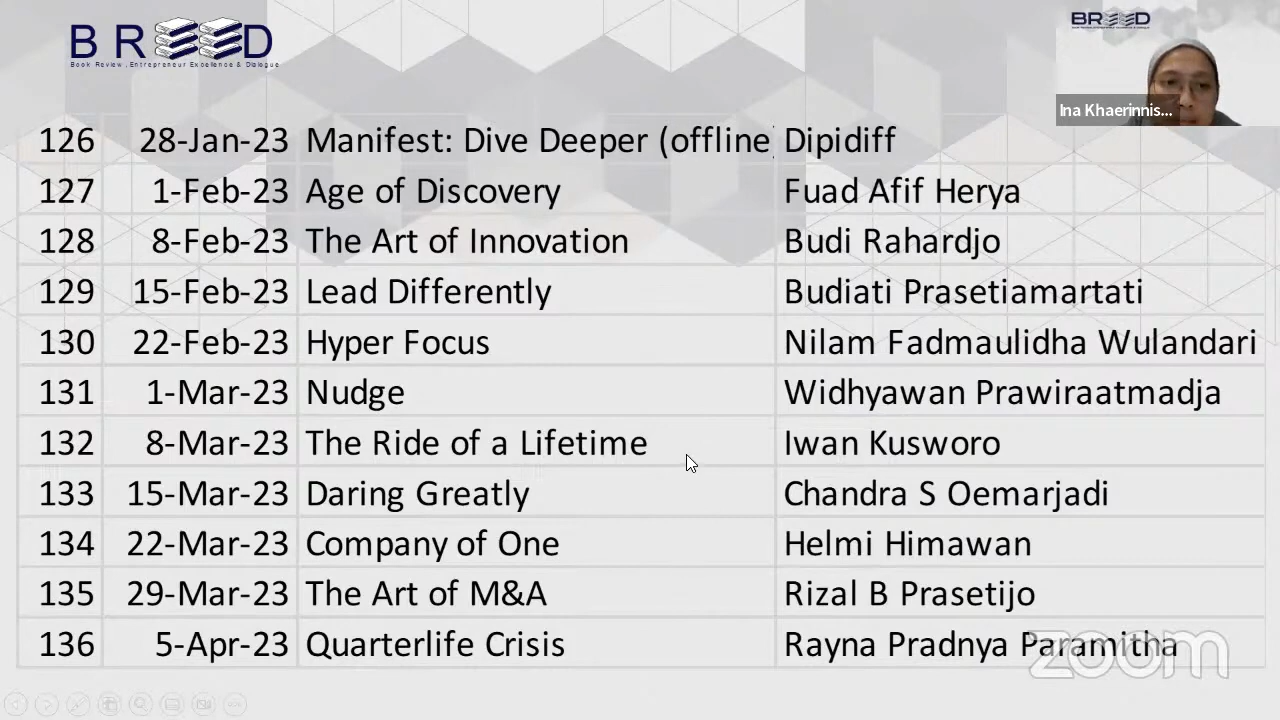 BREED
Book Review, Entrepreneur Excellence & Dialogue
BREED
Ina Khaerinnis...
126 28-Jan-23 Manifest: Dive Deeper (offline) Dipidiff
127 1-Feb-23 Age of Discovery Fuad Afif Herya
128 8-Feb-23 The Art of Innovation Budi Rahardjo
129 15-Feb-23 Lead Differently Budiati Prasetiamartati
130 22-Feb-23 Hyper Focus Nilam Fadmaulidha Wulandari
131 1-Mar-23 Nudge Widhyawan Prawiraatmadja
132 8-Mar-23 The Ride of a Lifetime Iwan Kusworo
133 15-Mar-23 Daring Greatly Chandra S Oemarjadi
134 22-Mar-23 Company of One Helmi Himawan
135 29-Mar-23 The Art of M&A Rizal B Prasetijo
136 5-Apr-23 Quarterlife Crisis Rayna Pradnya Paramitha
zoom